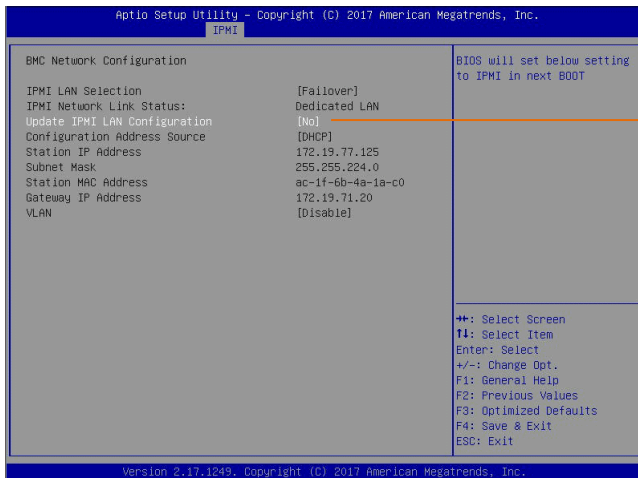 Aptio Setup Utility - Copyright (C) 2017 American Megatrends, Inc.
IPMI
BMC Network Configuration
IPMI LAN Selection [Failover]
IPMI Network Link Status: Dedicated LAN
Update IPMI LAN Configuration [No]
Configuration Address Source [DHCP]
Station IP Address 172.19.77.125
Subnet Mask 255.255.224.0
Station MAC Address ac-1f-6b-4a-1a-c0
Gateway IP Address 172.19.71.20
VLAN [Disable]
BIOS will set below setting
to IPMI in next BOOT
→←: Select Screen
↑↓: Select Item
Enter: Select
+/-: Change Opt.
F1: General Help
F2: Previous Values
F3: Optimized Defaults
F4: Save & Exit
ESC: Exit
Version 2.17.1249. Copyright (C) 2017 American Megatrends, Inc.